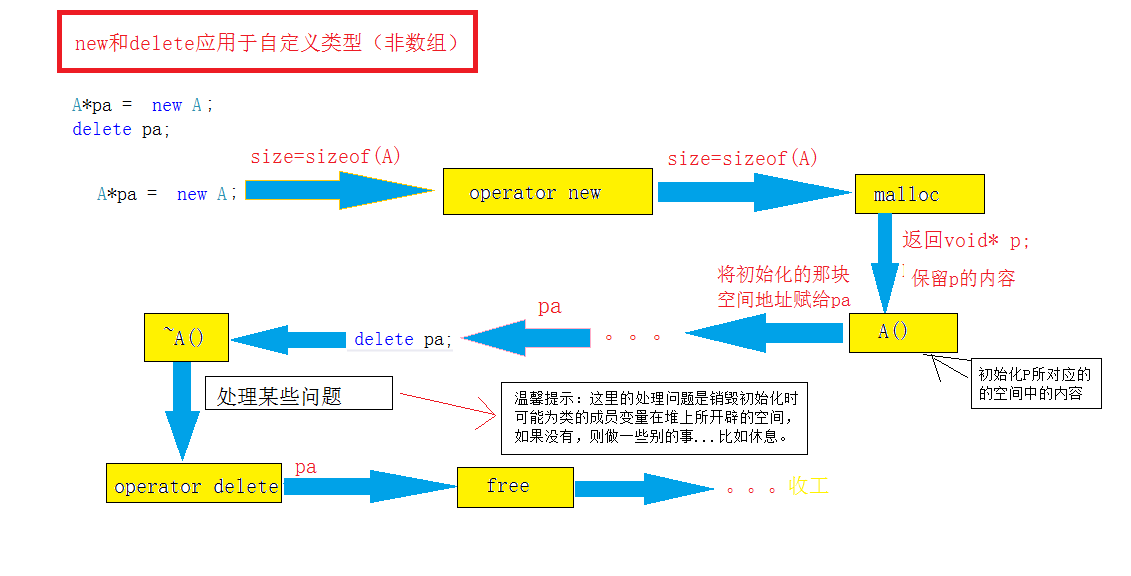 new和delete应用于自定义类型（非数组）
A*pa = new A;
delete pa;
size=sizeof(A)
size=sizeof(A)
A*pa = new A;
operator new
malloc
返回void* p;
保留p的内容
将初始化的那块
空间地址赋给pa
pa
~A()
delete pa;
。。。
A()
初始化P所对应的
的空间中的内容
处理某些问题
温馨提示：这里的处理问题是销毁初始化时
可能为类的成员变量在堆上所开辟的空间，
如果没有，则做一些别的事...比如休息。
operator delete
pa
free
。。。收工